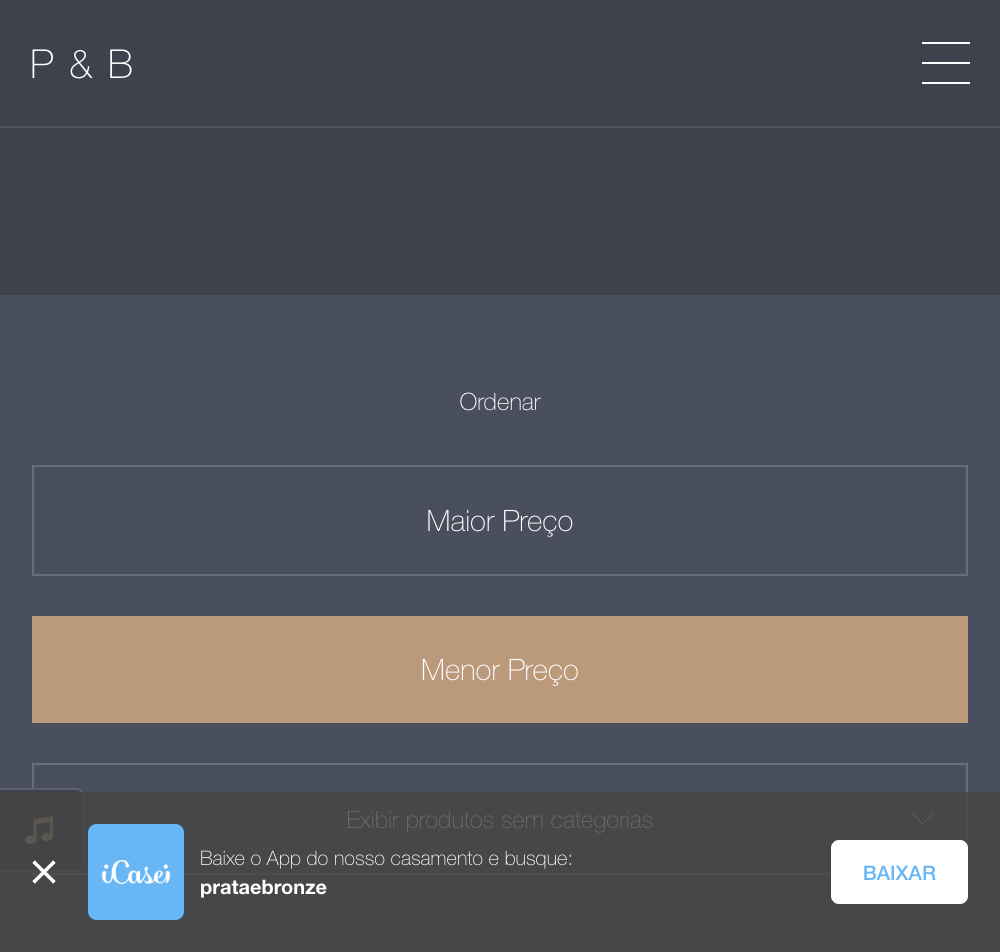 P & B
Ordenar
Maior Preço
Menor Preço
Exibir produtos sem categorias
iCasei
Baixe o App do nosso casamento e busque:
prataebronze
BAIXAR